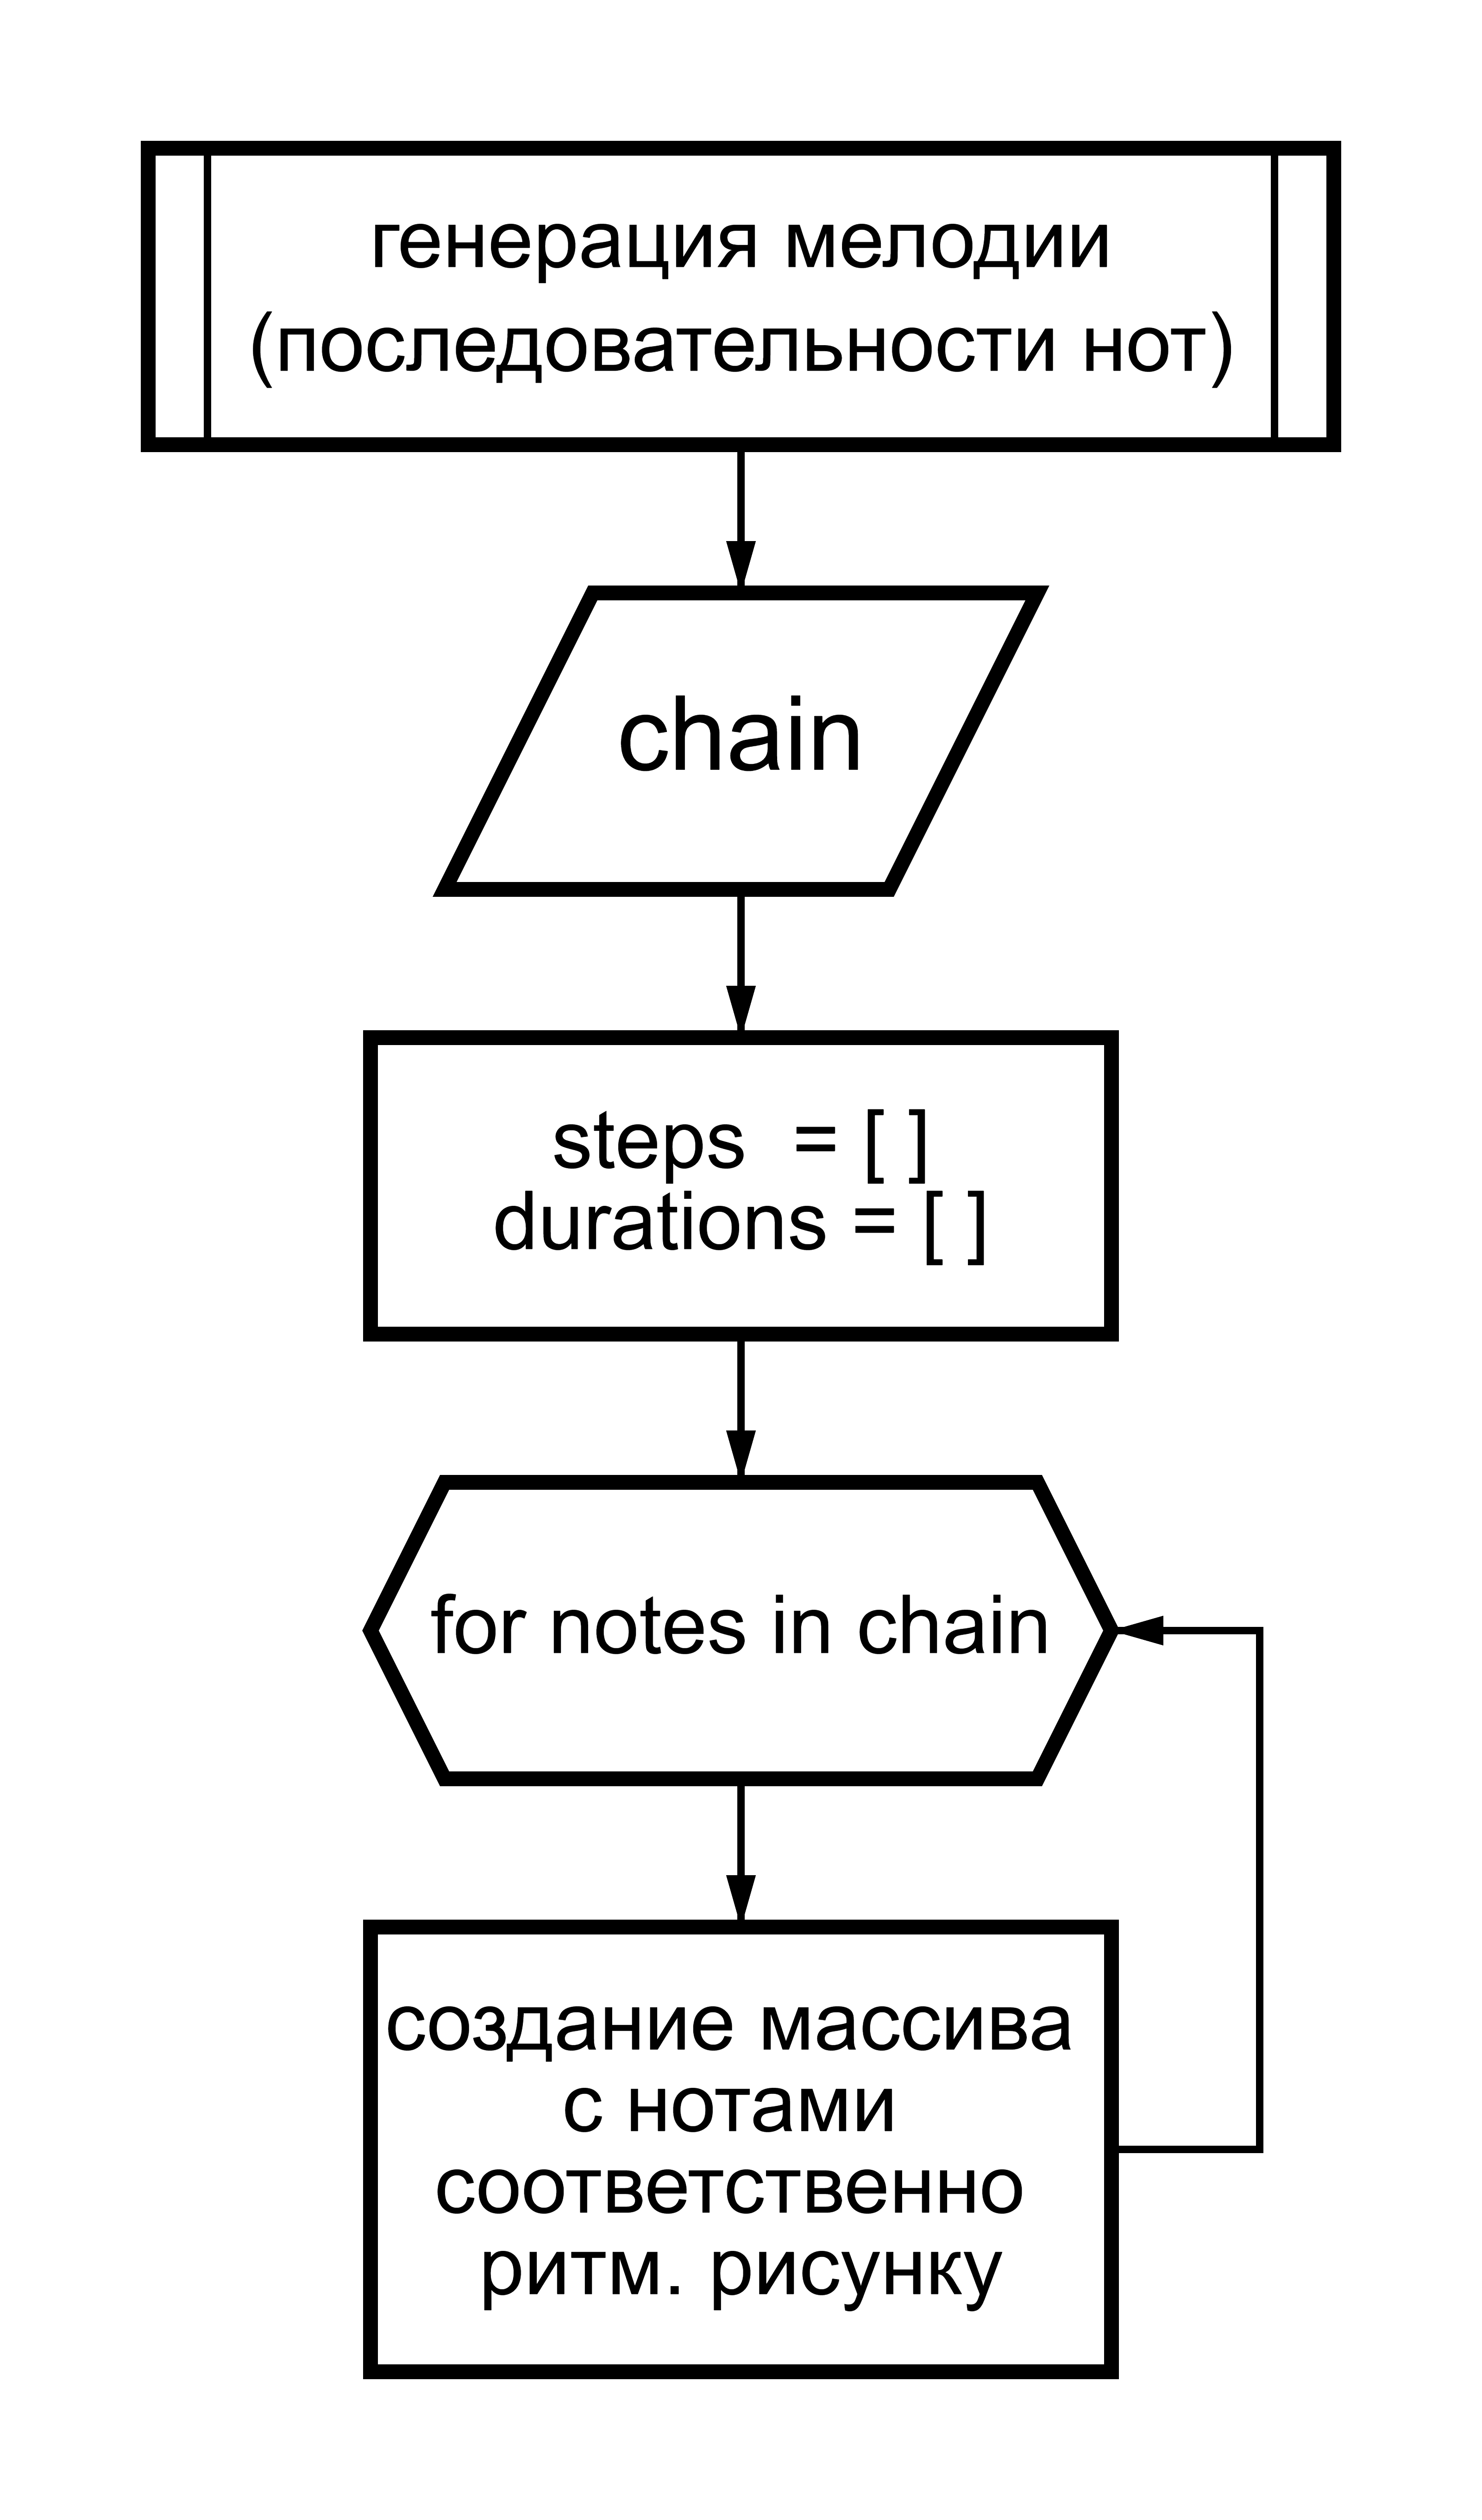 генерация мелодии
(последовательности нот)
chain
steps  = [ ]
durations = [ ]
for notes in chain
создание массива
с нотами
соответственно
ритм. рисунку